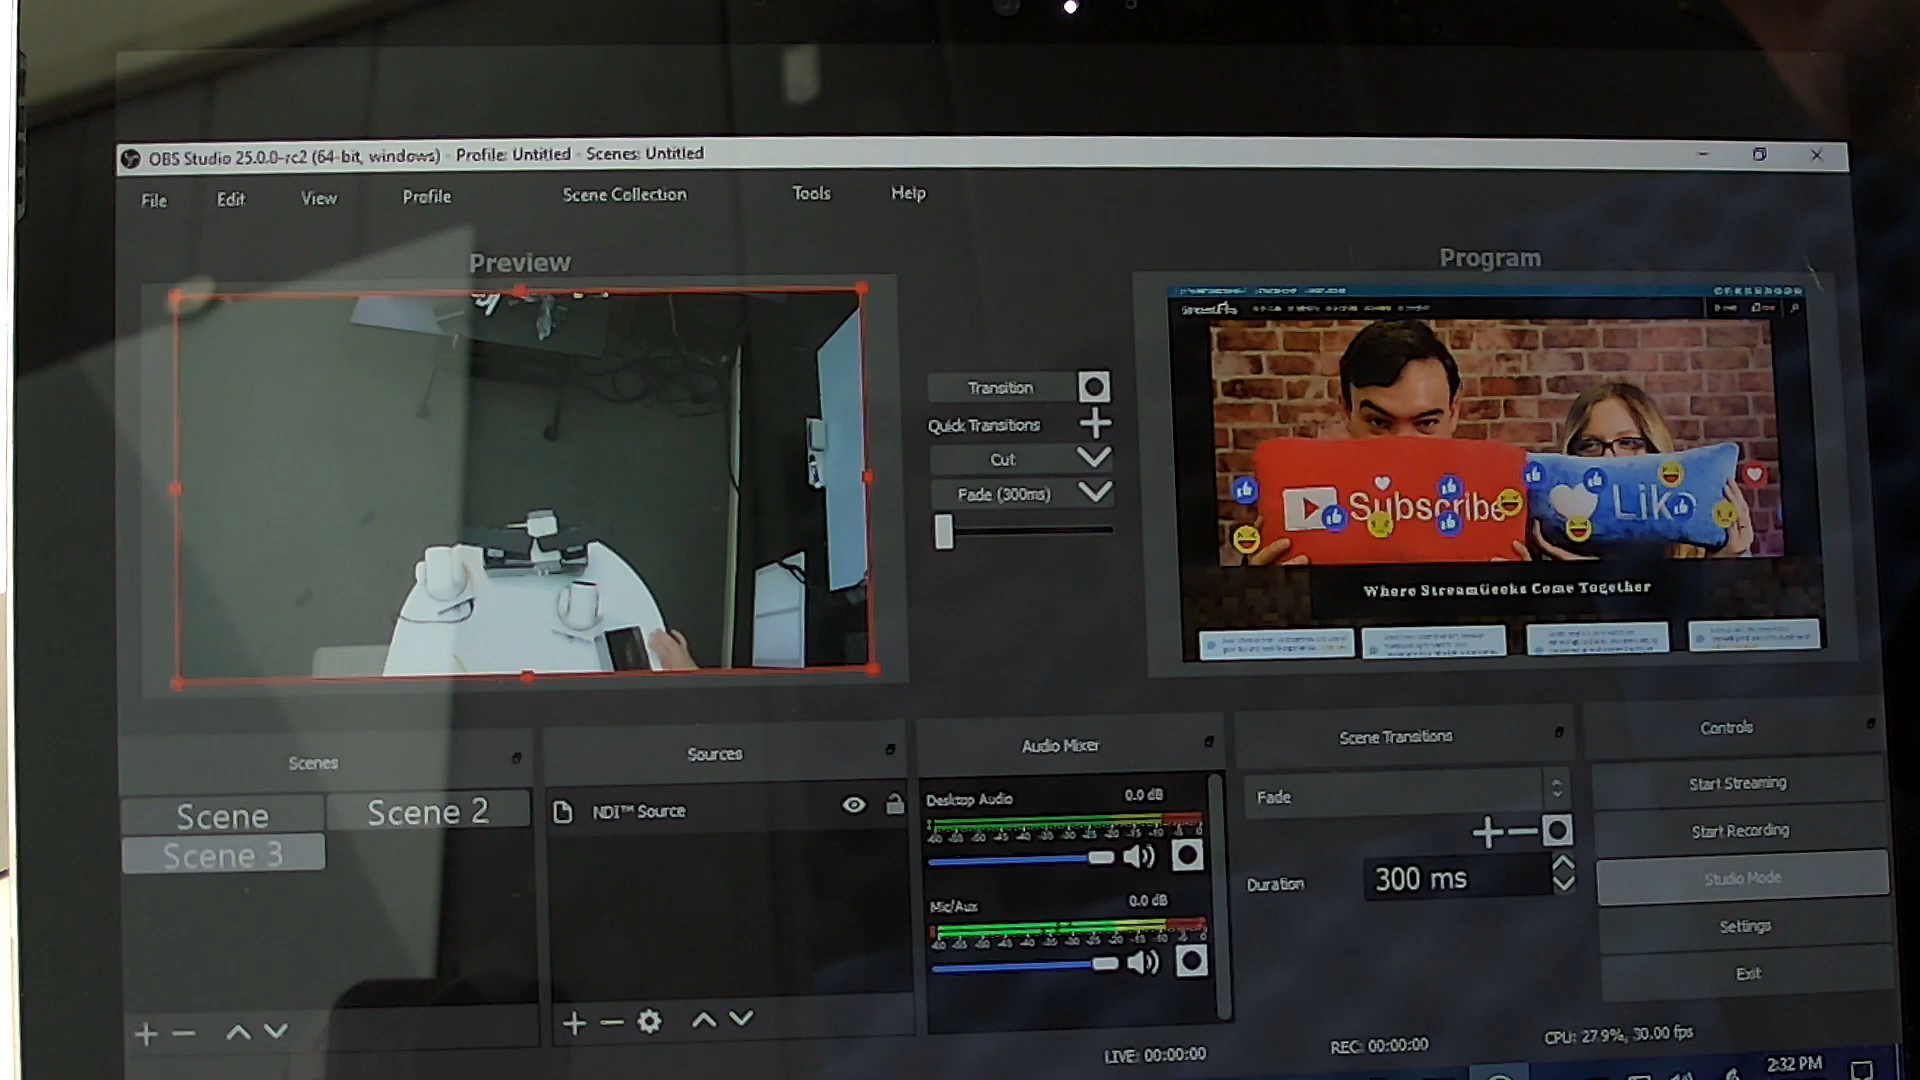 OBS Studio 25.0.0-rc2 (64-bit, windows) - Profile: Untitled - Scenes: Untitled
File Edit View Profile Scene Collection Tools Help
Preview
Program
Transition
Quick Transitions
Cut
Fade (300ms)
Subscribe
Like
Where StreamGeeks Come Together
Scenes
Scene
Scene 2
Scene 3
Sources
NDI™ Source
Audio Mixer
Desktop Audio 0.0 dB
Mic/Aux 0.0 dB
Scene Transitions
Fade
Duration 300 ms
Controls
Start Streaming
Start Recording
Studio Mode
Settings
Exit
LIVE: 00:00:00 REC: 00:00:00 CPU: 27.9%, 30.00 fps
2:32 PM